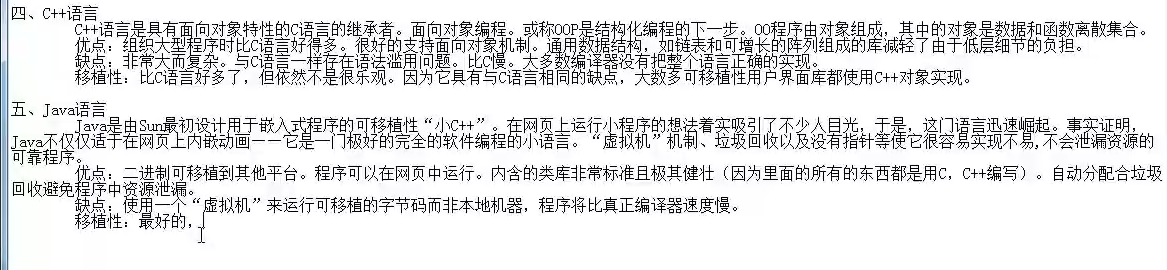 四、C++语言
C++语言是具有面向对象特性的C语言的继承者。面向对象编程。或称OOP是结构化编程的下一步。OO程序由对象组成，其中的对象是数据和函数离散集合。
优点：组织大型程序时比C语言好得多。很好的支持面向对象机制。通用数据结构，如链表和可增长的阵列组成的库减轻了由于低层细节的负担。
缺点：非常大而复杂。与C语言一样存在语法滥用问题。比C慢。大多数编译器没有把整个语言正确的实现。
移植性：比C语言好多了，但依然不是很乐观。因为它具有与C语言相同的缺点，大数多可移植性用户界面库都使用C++对象实现。
五、Java语言
Java是由Sun最初设计用于嵌入式程序的可移植性“小C++”。在网页上运行小程序的想法着实吸引了不少人目光，于是，这门语言迅速崛起。事实证明，
Java不仅仅适于在网页上内嵌动画——它是一门极好的完全的软件编程的小语言。“虚拟机”机制、垃圾回收以及没有指针等使它很容易实现不易,不会泄漏资源的
可靠程序。
优点：二进制可移植到其他平台。程序可以在网页中运行。内含的类库非常标准且极其健壮（因为里面的所有的东西都是用C，C++编写）。自动分配合垃圾
回收避免程序中资源泄漏。
缺点：使用一个“虚拟机”来运行可移植的字节码而非本地机器，程序将比真正编译器速度慢。
移植性：最好的，